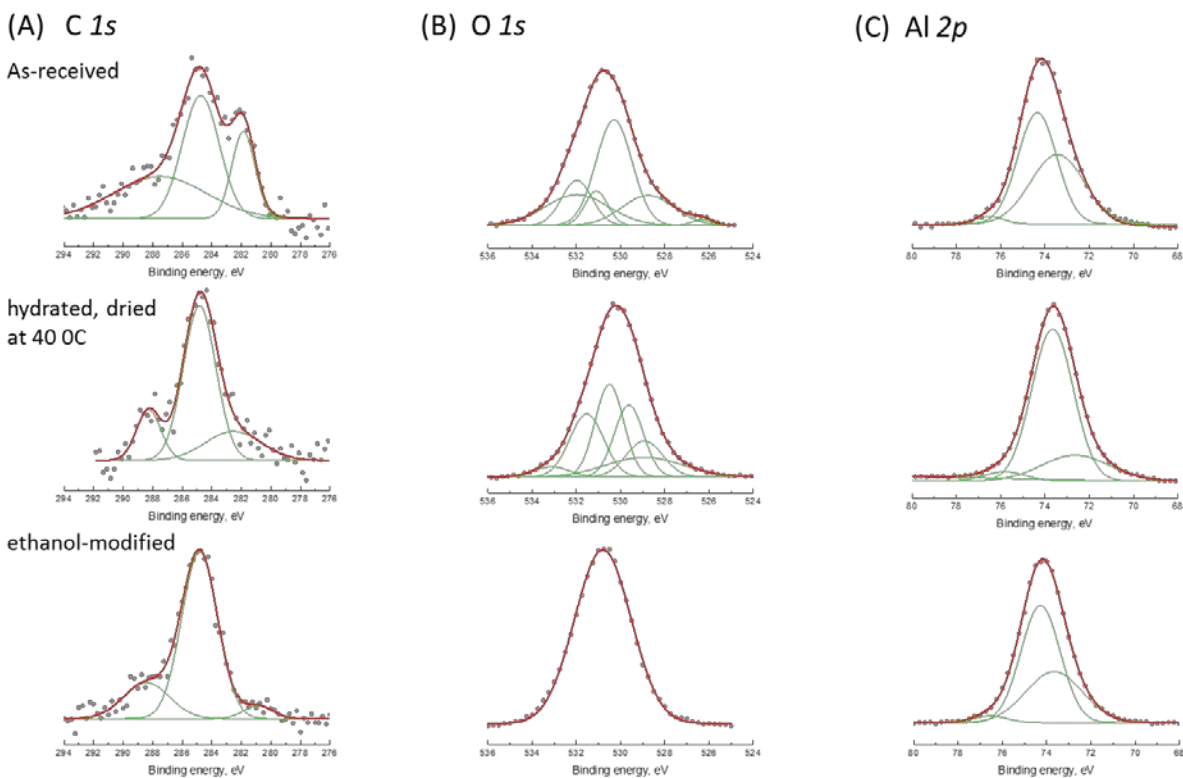 (A) C 1s
(B) O 1s
(C) Al 2p
As-received
294 292 290 288 286 284 282 280 278 276
Binding energy, eV
536 534 532 530 528 526 524
Binding energy, eV
80 78 76 74 72 70 68
Binding energy, eV
hydrated, dried
at 40 0C
294 292 290 288 286 284 282 280 278 276
Binding energy, eV
536 534 532 530 528 526 524
Binding energy, eV
80 78 76 74 72 70 68
Binding energy, eV
ethanol-modified
294 292 290 288 286 284 282 280 278 276
Binding energy, eV
536 534 532 530 528 526 524
Binding energy, eV
80 78 76 74 72 70 68
Binding energy, eV